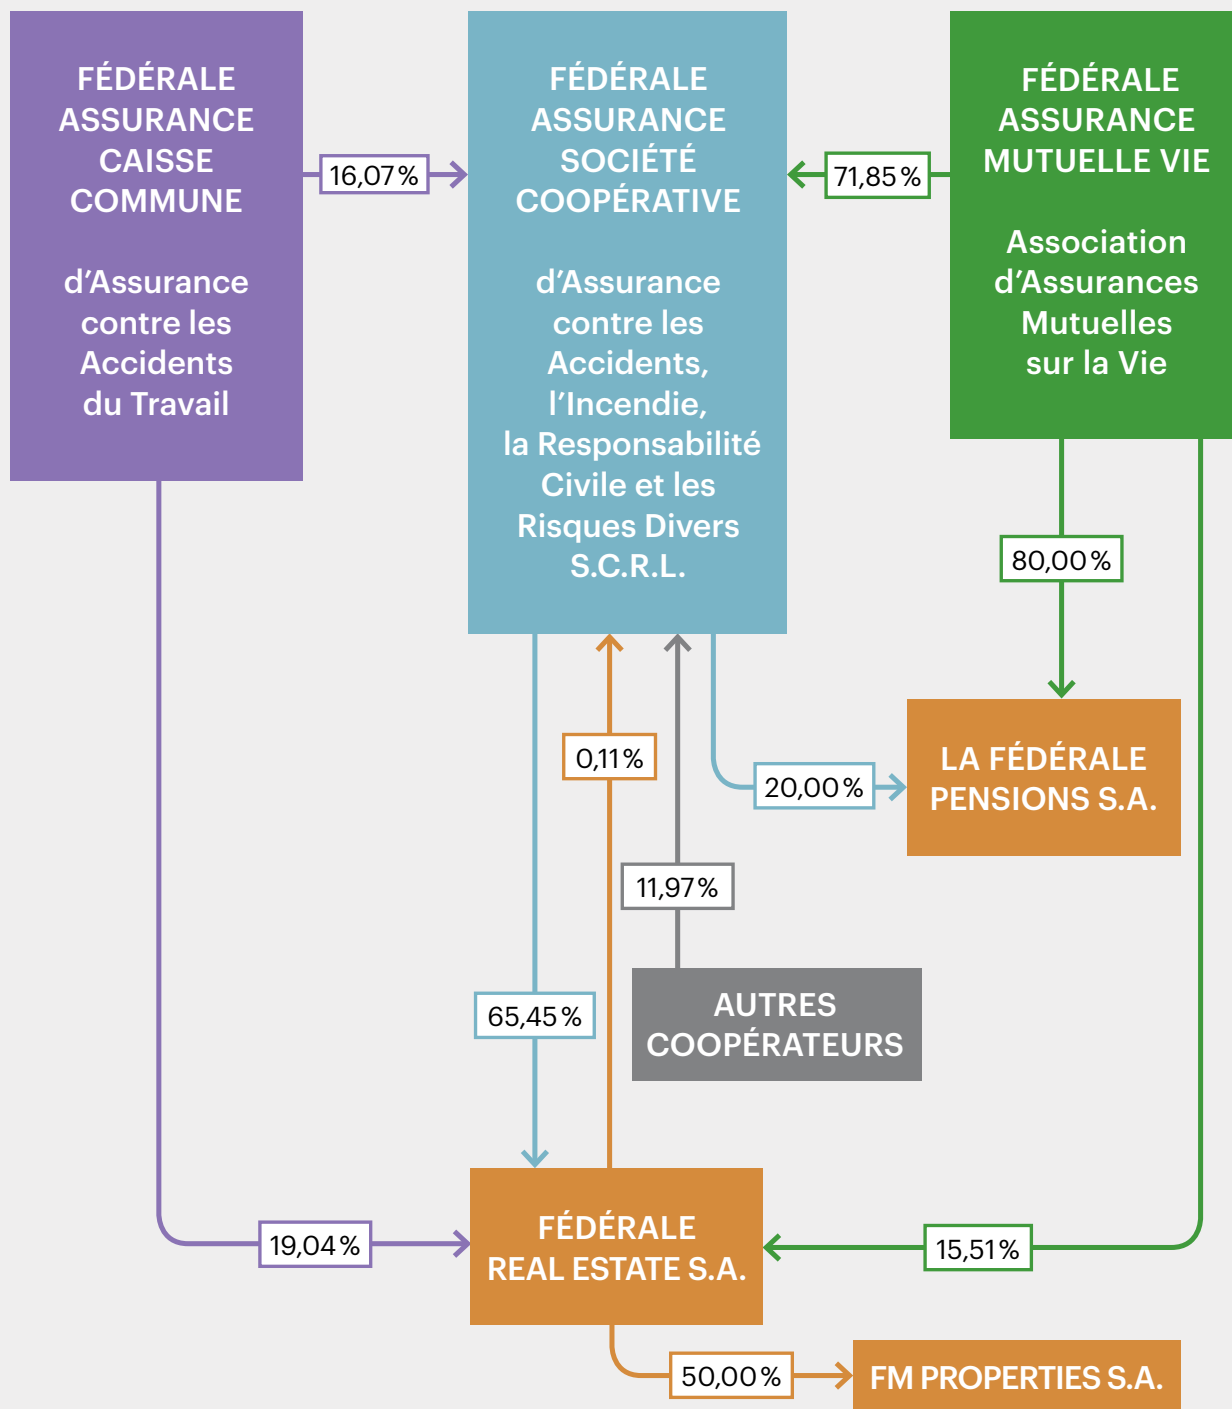 FÉDÉRALE
ASSURANCE
CAISSE
COMMUNE
d’Assurance
contre les
Accidents
du Travail
16,07 %
FÉDÉRALE
ASSURANCE
SOCIÉTÉ
COOPÉRATIVE
d’Assurance
contre les
Accidents,
l’Incendie,
la Responsabilité
Civile et les
Risques Divers
S.C.R.L.
71,85 %
FÉDÉRALE
ASSURANCE
MUTUELLE VIE
Association
d’Assurances
Mutuelles
sur la Vie
80,00 %
0,11 %
20,00 %
LA FÉDÉRALE
PENSIONS S.A.
11,97 %
65,45 %
AUTRES
COOPÉRATEURS
19,04 %
FÉDÉRALE
REAL ESTATE S.A.
15,51 %
50,00 %
FM PROPERTIES S.A.